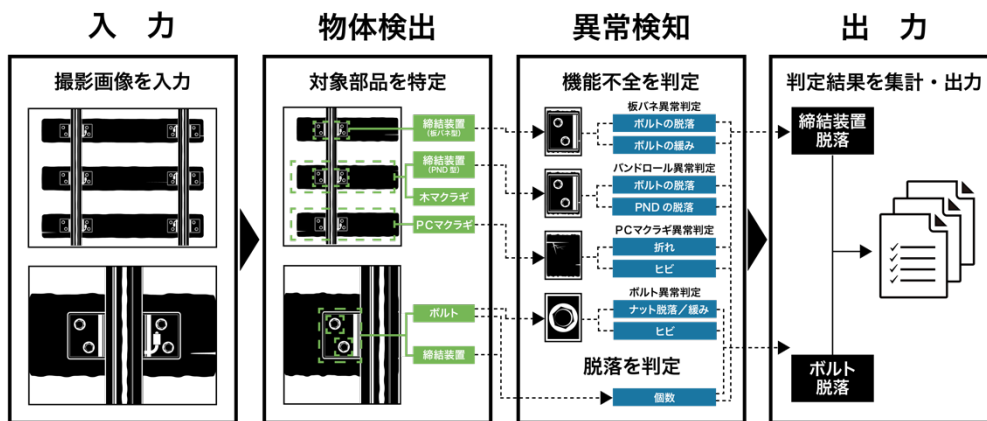 入 力
物体検出
異常検知
出 力
撮影画像を入力
対象部品を特定
締結装置
(板バネ型)
締結装置
(PND型)
木マクラギ
PCマクラギ
ボルト
締結装置
機能不全を判定
板バネ異常判定
ボルトの脱落
ボルトの緩み
パンドロール異常判定
ボルトの脱落
PNDの脱落
PCマクラギ異常判定
折れ
ヒビ
ボルト異常判定
ナット脱落/緩み
ヒビ
脱落を判定
個数
判定結果を集計・出力
締結装置
脱落
ボルト
脱落